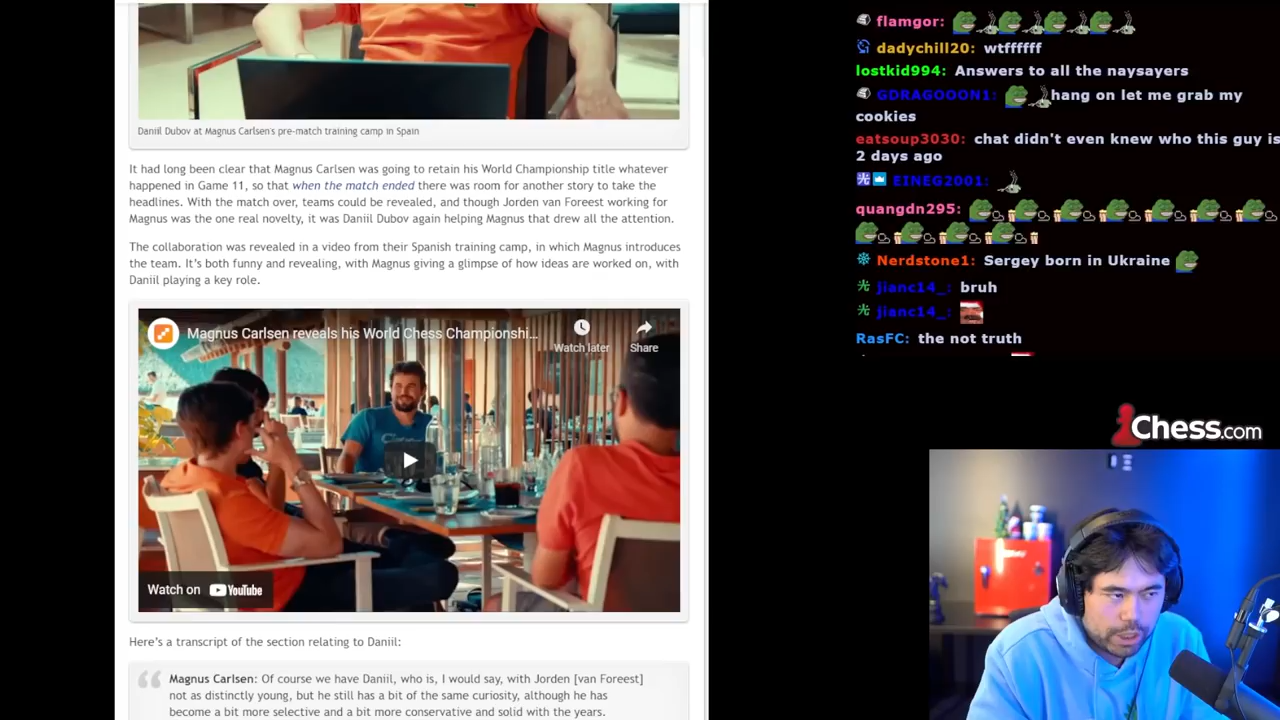 Daniil Dubov at Magnus Carlsen's pre-match training camp in Spain
It had long been clear that Magnus Carlsen was going to retain his World Championship title whatever
happened in Game 11, so that when the match ended there was room for another story to take the
headlines. With the match over, teams could be revealed, and though Jorden van Foreest working for
Magnus was the one real novelty, it was Daniil Dubov again helping Magnus that drew all the attention.
The collaboration was revealed in a video from their Spanish training camp, in which Magnus introduces
the team. It's both funny and revealing, with Magnus giving a glimpse of how ideas are worked on, with
Daniil playing a key role.
Magnus Carlsen reveals his World Chess Championshi...
Watch later
Share
Watch on YouTube
Here's a transcript of the section relating to Daniil:
Magnus Carlsen: Of course we have Daniil, who is, I would say, with Jorden [van Foreest]
not as distinctly young, but he still has a bit of the same curiosity, although he has
become a bit more selective and a bit more conservative and solid with the years.
flamgor:
dadychill20: wtffffff
lostkid994: Answers to all the naysayers
GDRAGOOON1: hang on let me grab my
cookies
eatsoup3030: chat didn't even knew who this guy is
2 days ago
EINEG2001:
quangdn295:
Nerdstone1: Sergey born in Ukraine
jianc14_: bruh
jianc14_:
RasFC: the not truth
Chess.com